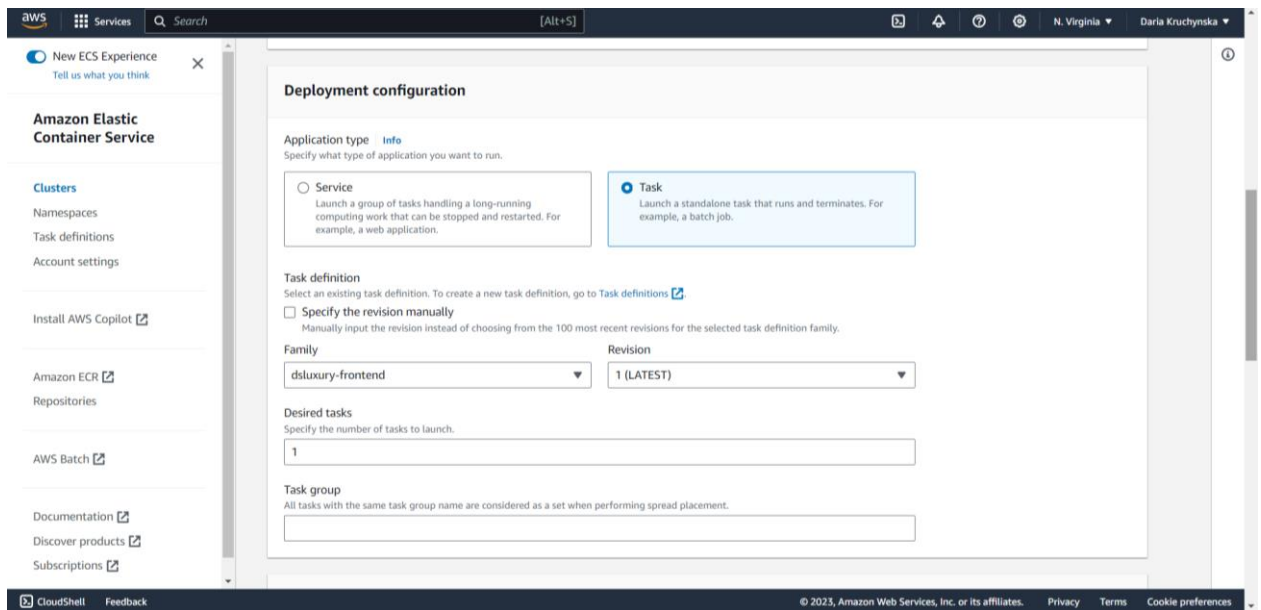 aws Services Search [Alt+S] N. Virginia Daria Kruchynska
New ECS Experience
Tell us what you think
Amazon Elastic
Container Service
Clusters
Namespaces
Task definitions
Account settings
Install AWS Copilot
Amazon ECR
Repositories
AWS Batch
Documentation
Discover products
Subscriptions
Deployment configuration
Application type Info
Specify what type of application you want to run.
Service
Launch a group of tasks handling a long-running
computing work that can be stopped and restarted. For
example, a web application.
Task
Launch a standalone task that runs and terminates. For
example, a batch job.
Task definition
Select an existing task definition. To create a new task definition, go to Task definitions.
Specify the revision manually
Manually input the revision instead of choosing from the 100 most recent revisions for the selected task definition family.
Family Revision
dsluxury-frontend 1 (LATEST)
Desired tasks
Specify the number of tasks to launch.
1
Task group
All tasks with the same task group name are considered as a set when performing spread placement.
CloudShell Feedback © 2023, Amazon Web Services, Inc. or its affiliates. Privacy Terms Cookie preferences